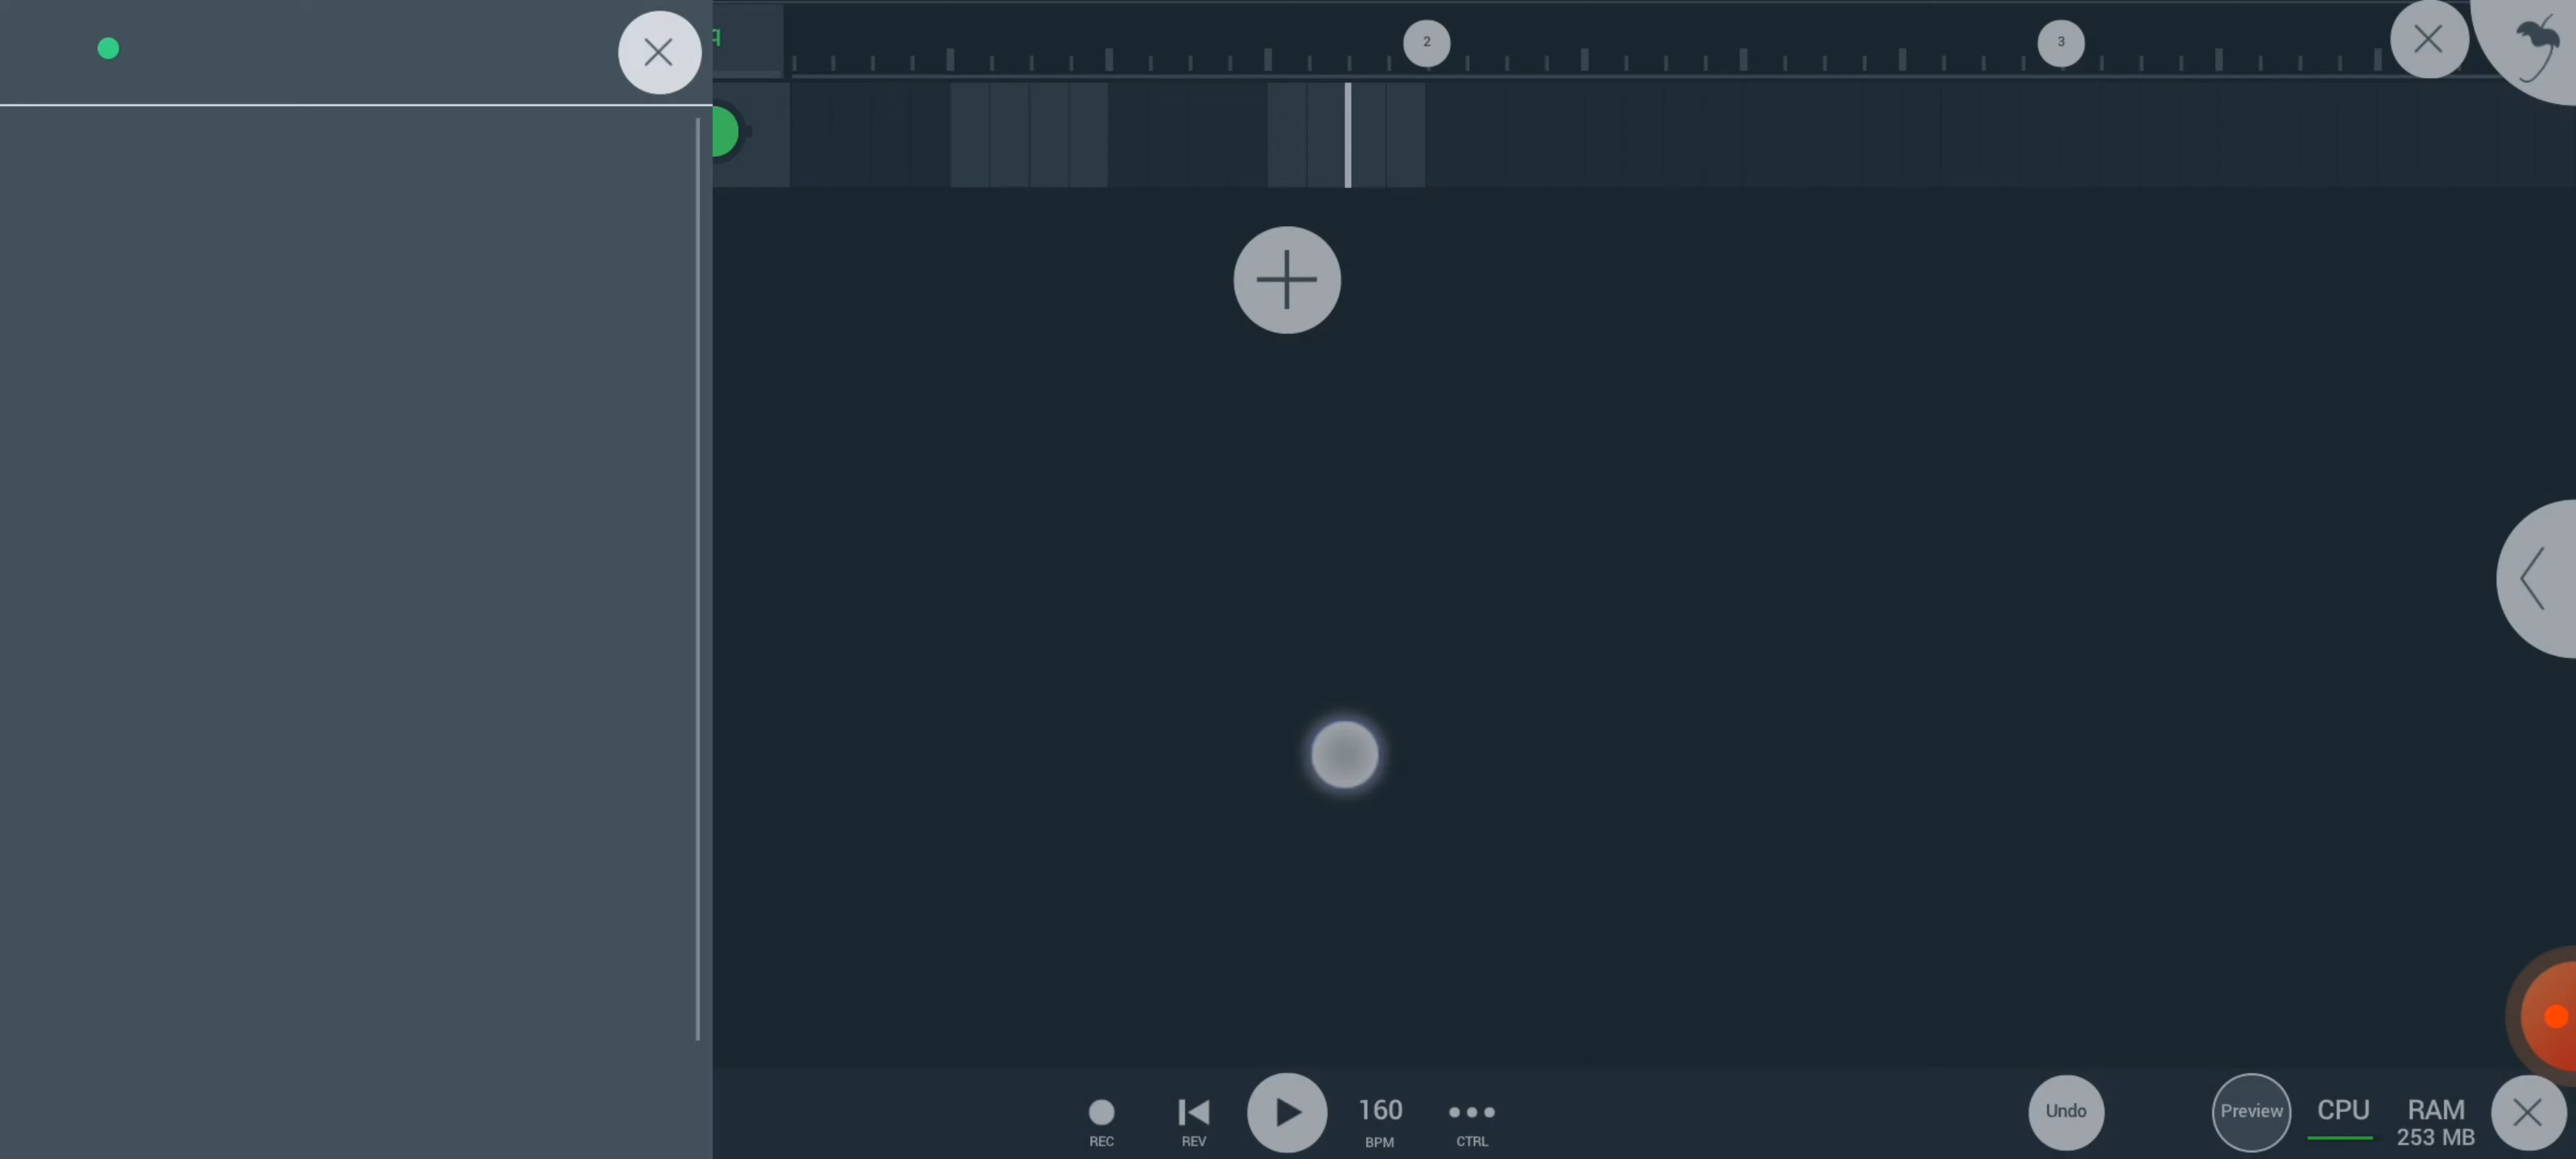 2
3
160
BPM
REC
REV
CTRL
Undo
Preview
CPU
RAM
253 MB